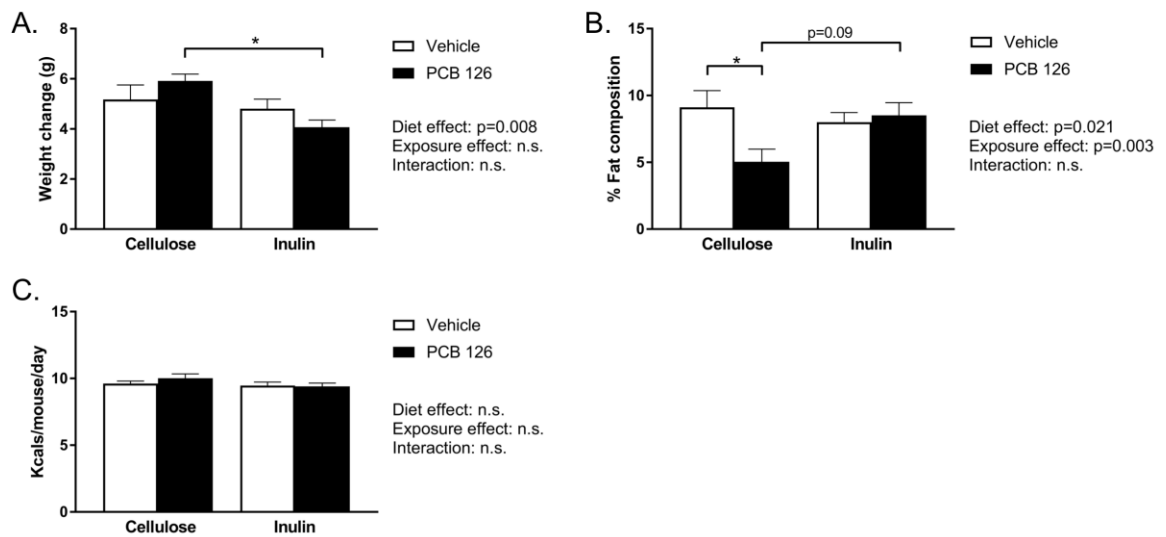 A.
Weight change (g)
8
6
4
2
0
*
Cellulose
Inulin
Vehicle
PCB 126
Diet effect: p=0.008
Exposure effect: n.s.
Interaction: n.s.
B.
% Fat composition
15
10
5
0
*
p=0.09
Cellulose
Inulin
Vehicle
PCB 126
Diet effect: p=0.021
Exposure effect: p=0.003
Interaction: n.s.
C.
Kcals/mouse/day
15
10
5
0
Cellulose
Inulin
Vehicle
PCB 126
Diet effect: n.s.
Exposure effect: n.s.
Interaction: n.s.